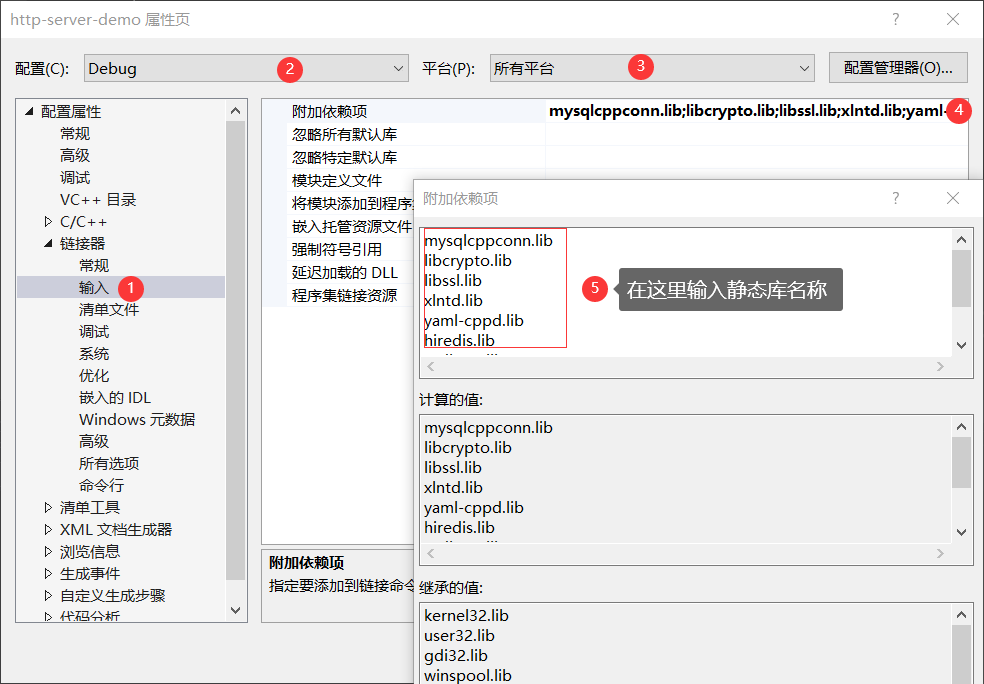 http-server-demo 属性页
配置(C): Debug 2 平台(P): 所有平台 3 配置管理器(O)...
配置属性
常规
高级
调试
VC++ 目录
C/C++
链接器
常规
输入 1
清单文件
调试
系统
优化
嵌入的 IDL
Windows 元数据
高级
所有选项
命令行
清单工具
XML 文档生成器
浏览信息
生成事件
自定义生成步骤
代码分析
附加依赖项 mysqlcppconn.lib;libcrypto.lib;libssl.lib;xlntd.lib;yaml- 4
忽略所有默认库
忽略特定默认库
模块定义文件
将模块添加到程序
嵌入托管资源文件
强制符号引用
延迟加载的 DLL
程序集链接资源
附加依赖项
指定要添加到链接命令
附加依赖项
mysqlcppconn.lib
libcrypto.lib
libssl.lib
xlntd.lib
yaml-cppd.lib
hiredis.lib
5 在这里输入静态库名称
计算的值:
mysqlcppconn.lib
libcrypto.lib
libssl.lib
xlntd.lib
yaml-cppd.lib
hiredis.lib
继承的值:
kernel32.lib
user32.lib
gdi32.lib
winspool.lib